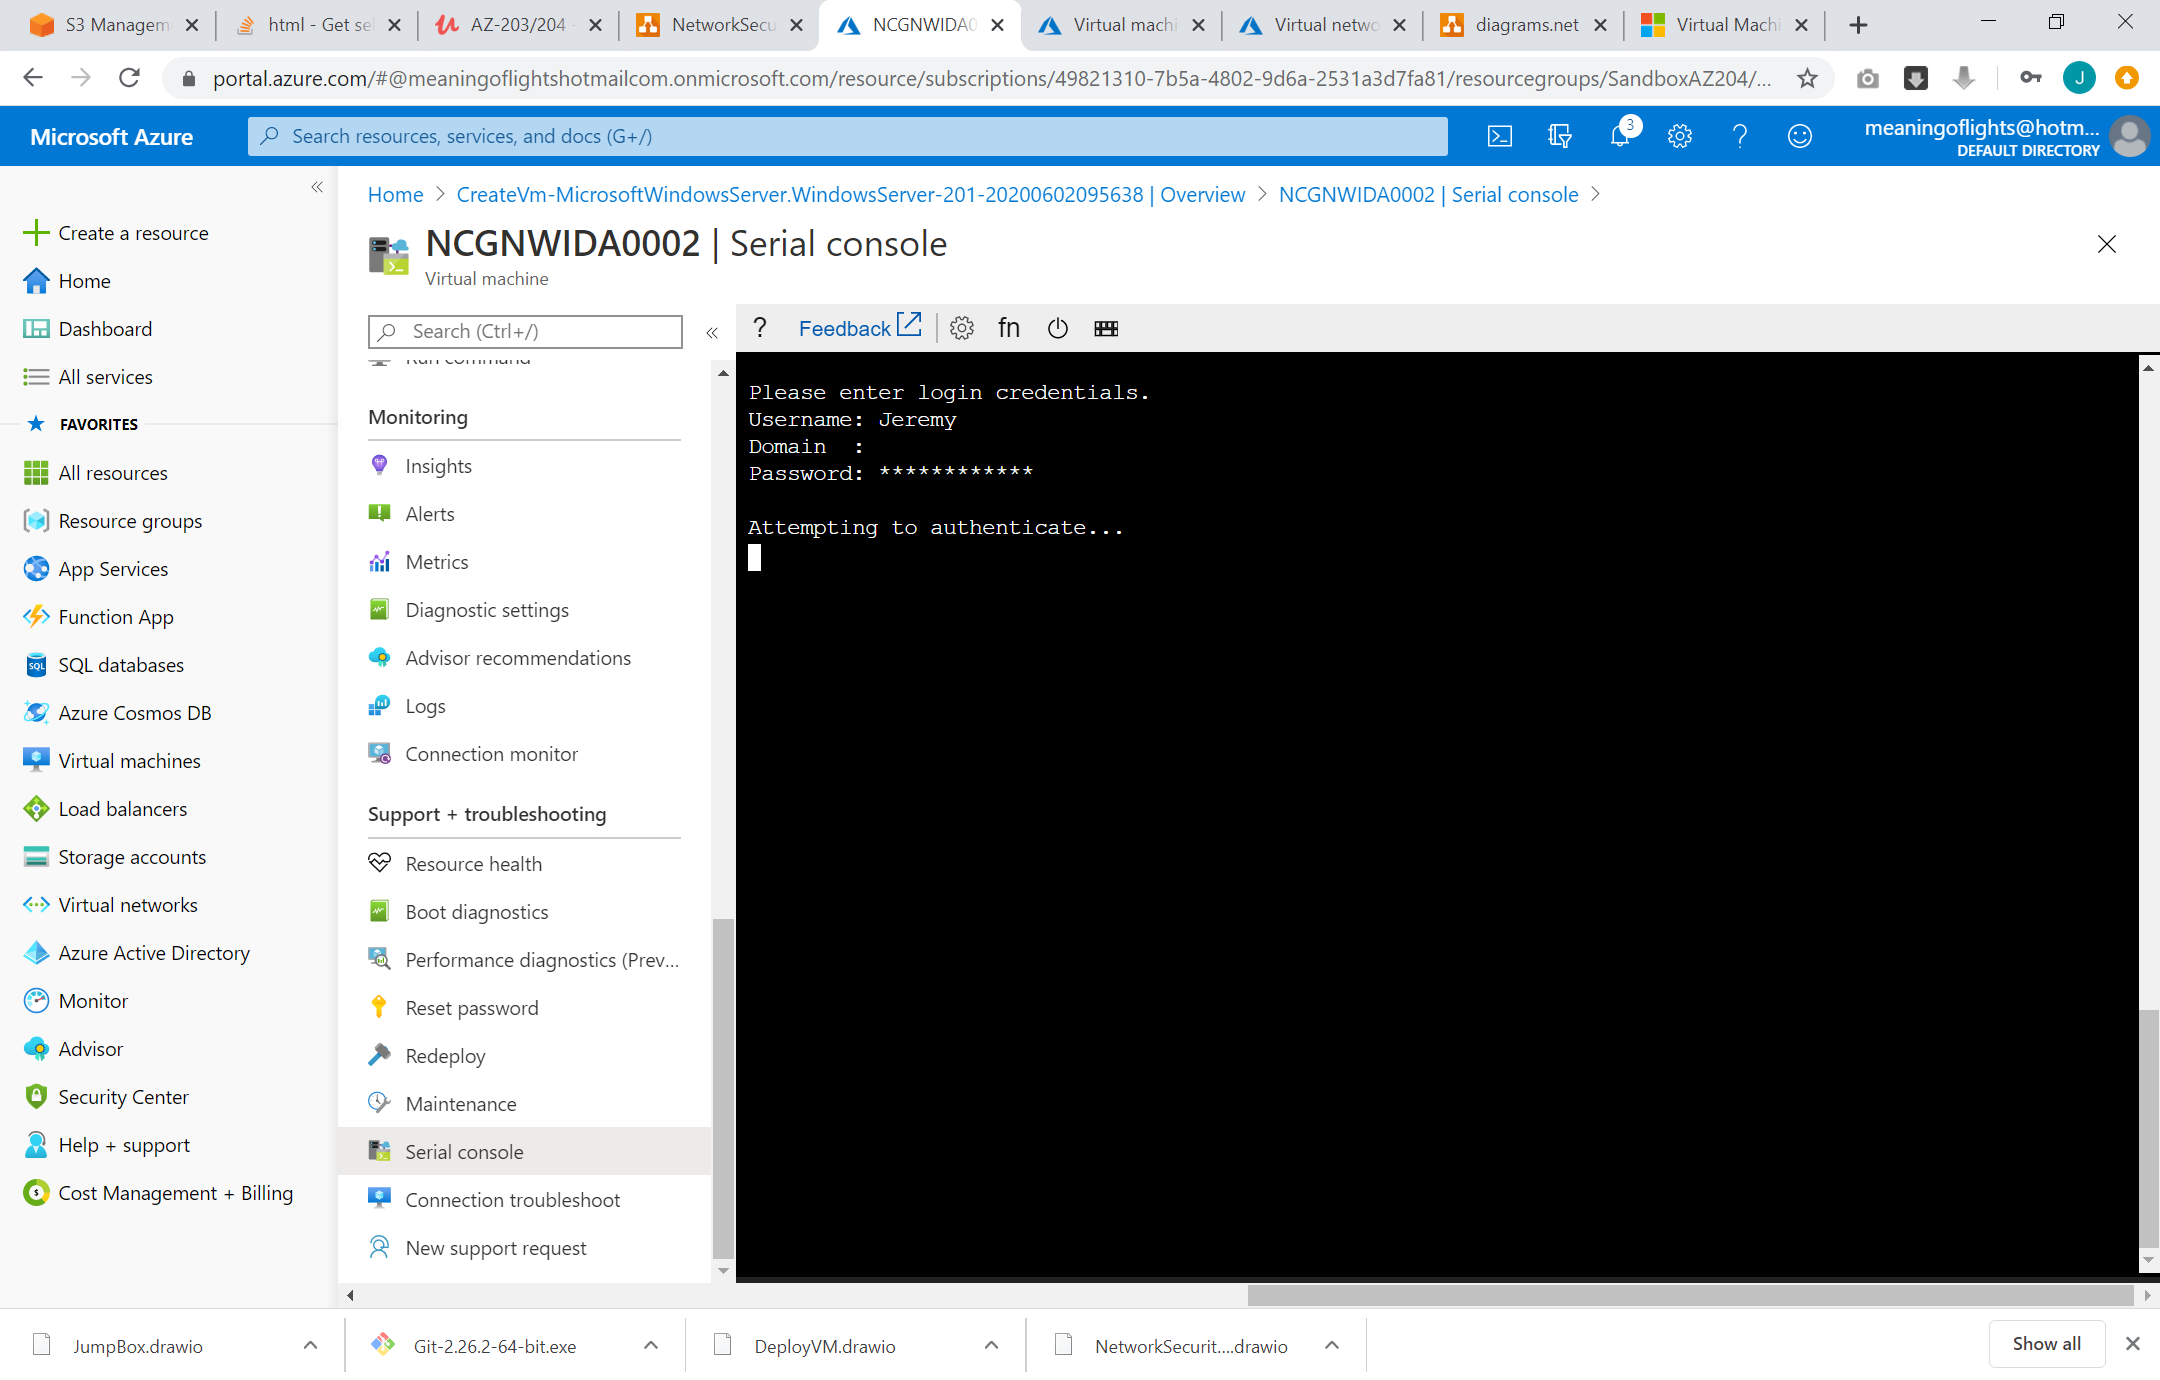 S3 Managem
html - Get sel
AZ-203/204 -
NetworkSecu
NCGNWIDA0
Virtual machi
Virtual netwo
diagrams.net
Virtual Machi
portal.azure.com/#@meaningoflightshotmailcom.onmicrosoft.com/resource/subscriptions/49821310-7b5a-4802-9d6a-2531a3d7fa81/resourcegroups/SandboxAZ204/...
J
Microsoft Azure
Search resources, services, and docs (G+/)
3
meaningoflights@hotm...
DEFAULT DIRECTORY
Home > CreateVm-MicrosoftWindowsServer.WindowsServer-201-20200602095638 | Overview > NCGNWIDA0002 | Serial console >
NCGNWIDA0002 | Serial console
Virtual machine
Create a resource
Home
Dashboard
All services
FAVORITES
All resources
Resource groups
App Services
Function App
SQL databases
Azure Cosmos DB
Virtual machines
Load balancers
Storage accounts
Virtual networks
Azure Active Directory
Monitor
Advisor
Security Center
Help + support
Cost Management + Billing
Search (Ctrl+/)
Run command
Monitoring
Insights
Alerts
Metrics
Diagnostic settings
Advisor recommendations
Logs
Connection monitor
Support + troubleshooting
Resource health
Boot diagnostics
Performance diagnostics (Prev...
Reset password
Redeploy
Maintenance
Serial console
Connection troubleshoot
New support request
? Feedback fn
Please enter login credentials.
Username: Jeremy
Domain  :
Password: ************
Attempting to authenticate...
JumpBox.drawio
Git-2.26.2-64-bit.exe
DeployVM.drawio
NetworkSecurit....drawio
Show all